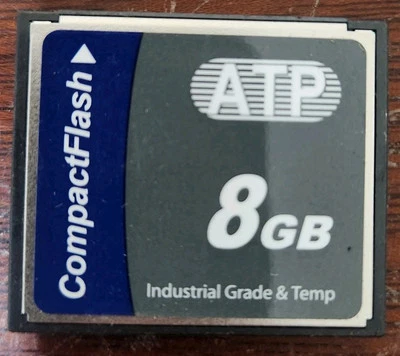 CompactFlash
ATP
8GB
Industrial Grade & Temp